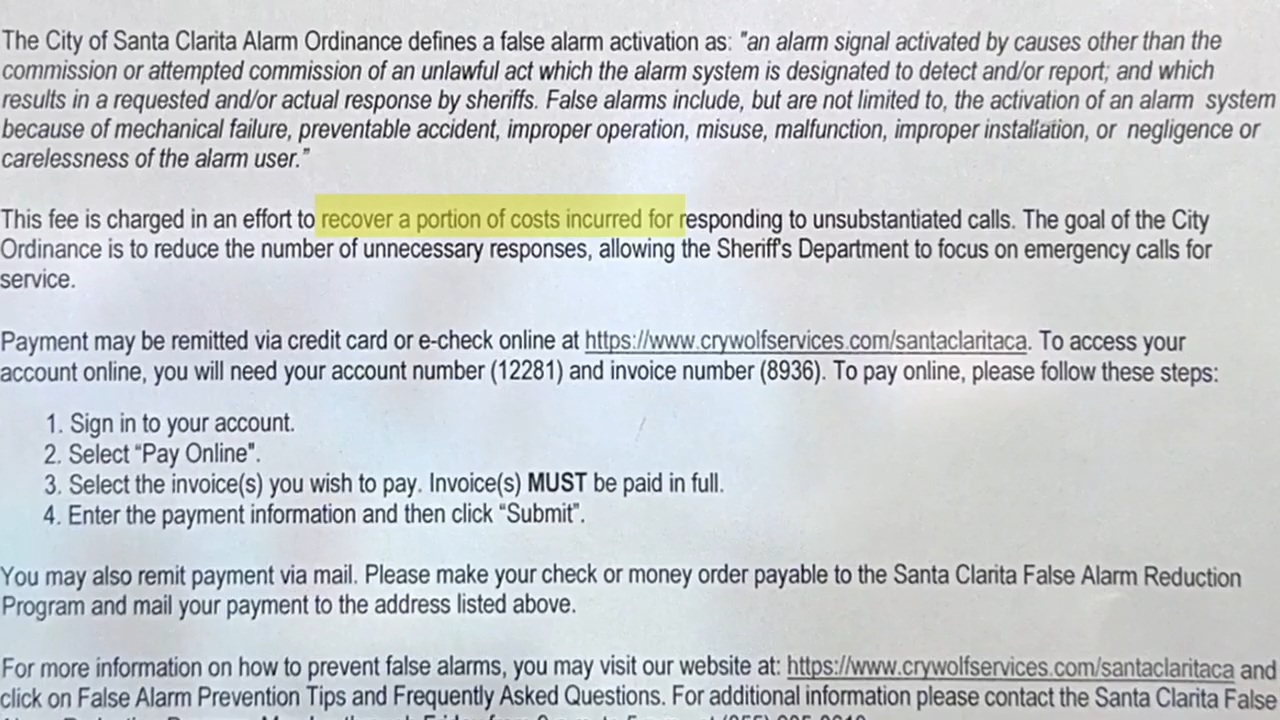 The City of Santa Clarita Alarm Ordinance defines a false alarm activation as: "an alarm signal activated by causes other than the
commission or attempted commission of an unlawful act which the alarm system is designated to detect and/or report; and which
results in a requested and/or actual response by sheriffs. False alarms include, but are not limited to, the activation of an alarm system
because of mechanical failure, preventable accident, improper operation, misuse, malfunction, improper installation, or negligence or
carelessness of the alarm user."
This fee is charged in an effort to recover a portion of costs incurred for responding to unsubstantiated calls. The goal of the City
Ordinance is to reduce the number of unnecessary responses, allowing the Sheriff's Department to focus on emergency calls for
service.
Payment may be remitted via credit card or e-check online at https://www.crywolfservices.com/santaclaritaca. To access your
account online, you will need your account number (12281) and invoice number (8936). To pay online, please follow these steps:
1. Sign in to your account.
2. Select “Pay Online".
3. Select the invoice(s) you wish to pay. Invoice(s) MUST be paid in full.
4. Enter the payment information and then click “Submit”.
You may also remit payment via mail. Please make your check or money order payable to the Santa Clarita False Alarm Reduction
Program and mail your payment to the address listed above.
For more information on how to prevent false alarms, you may visit our website at: https://www.crywolfservices.com/santaclaritaca and
click on False Alarm Prevention Tips and Frequently Asked Questions. For additional information please contact the Santa Clarita False